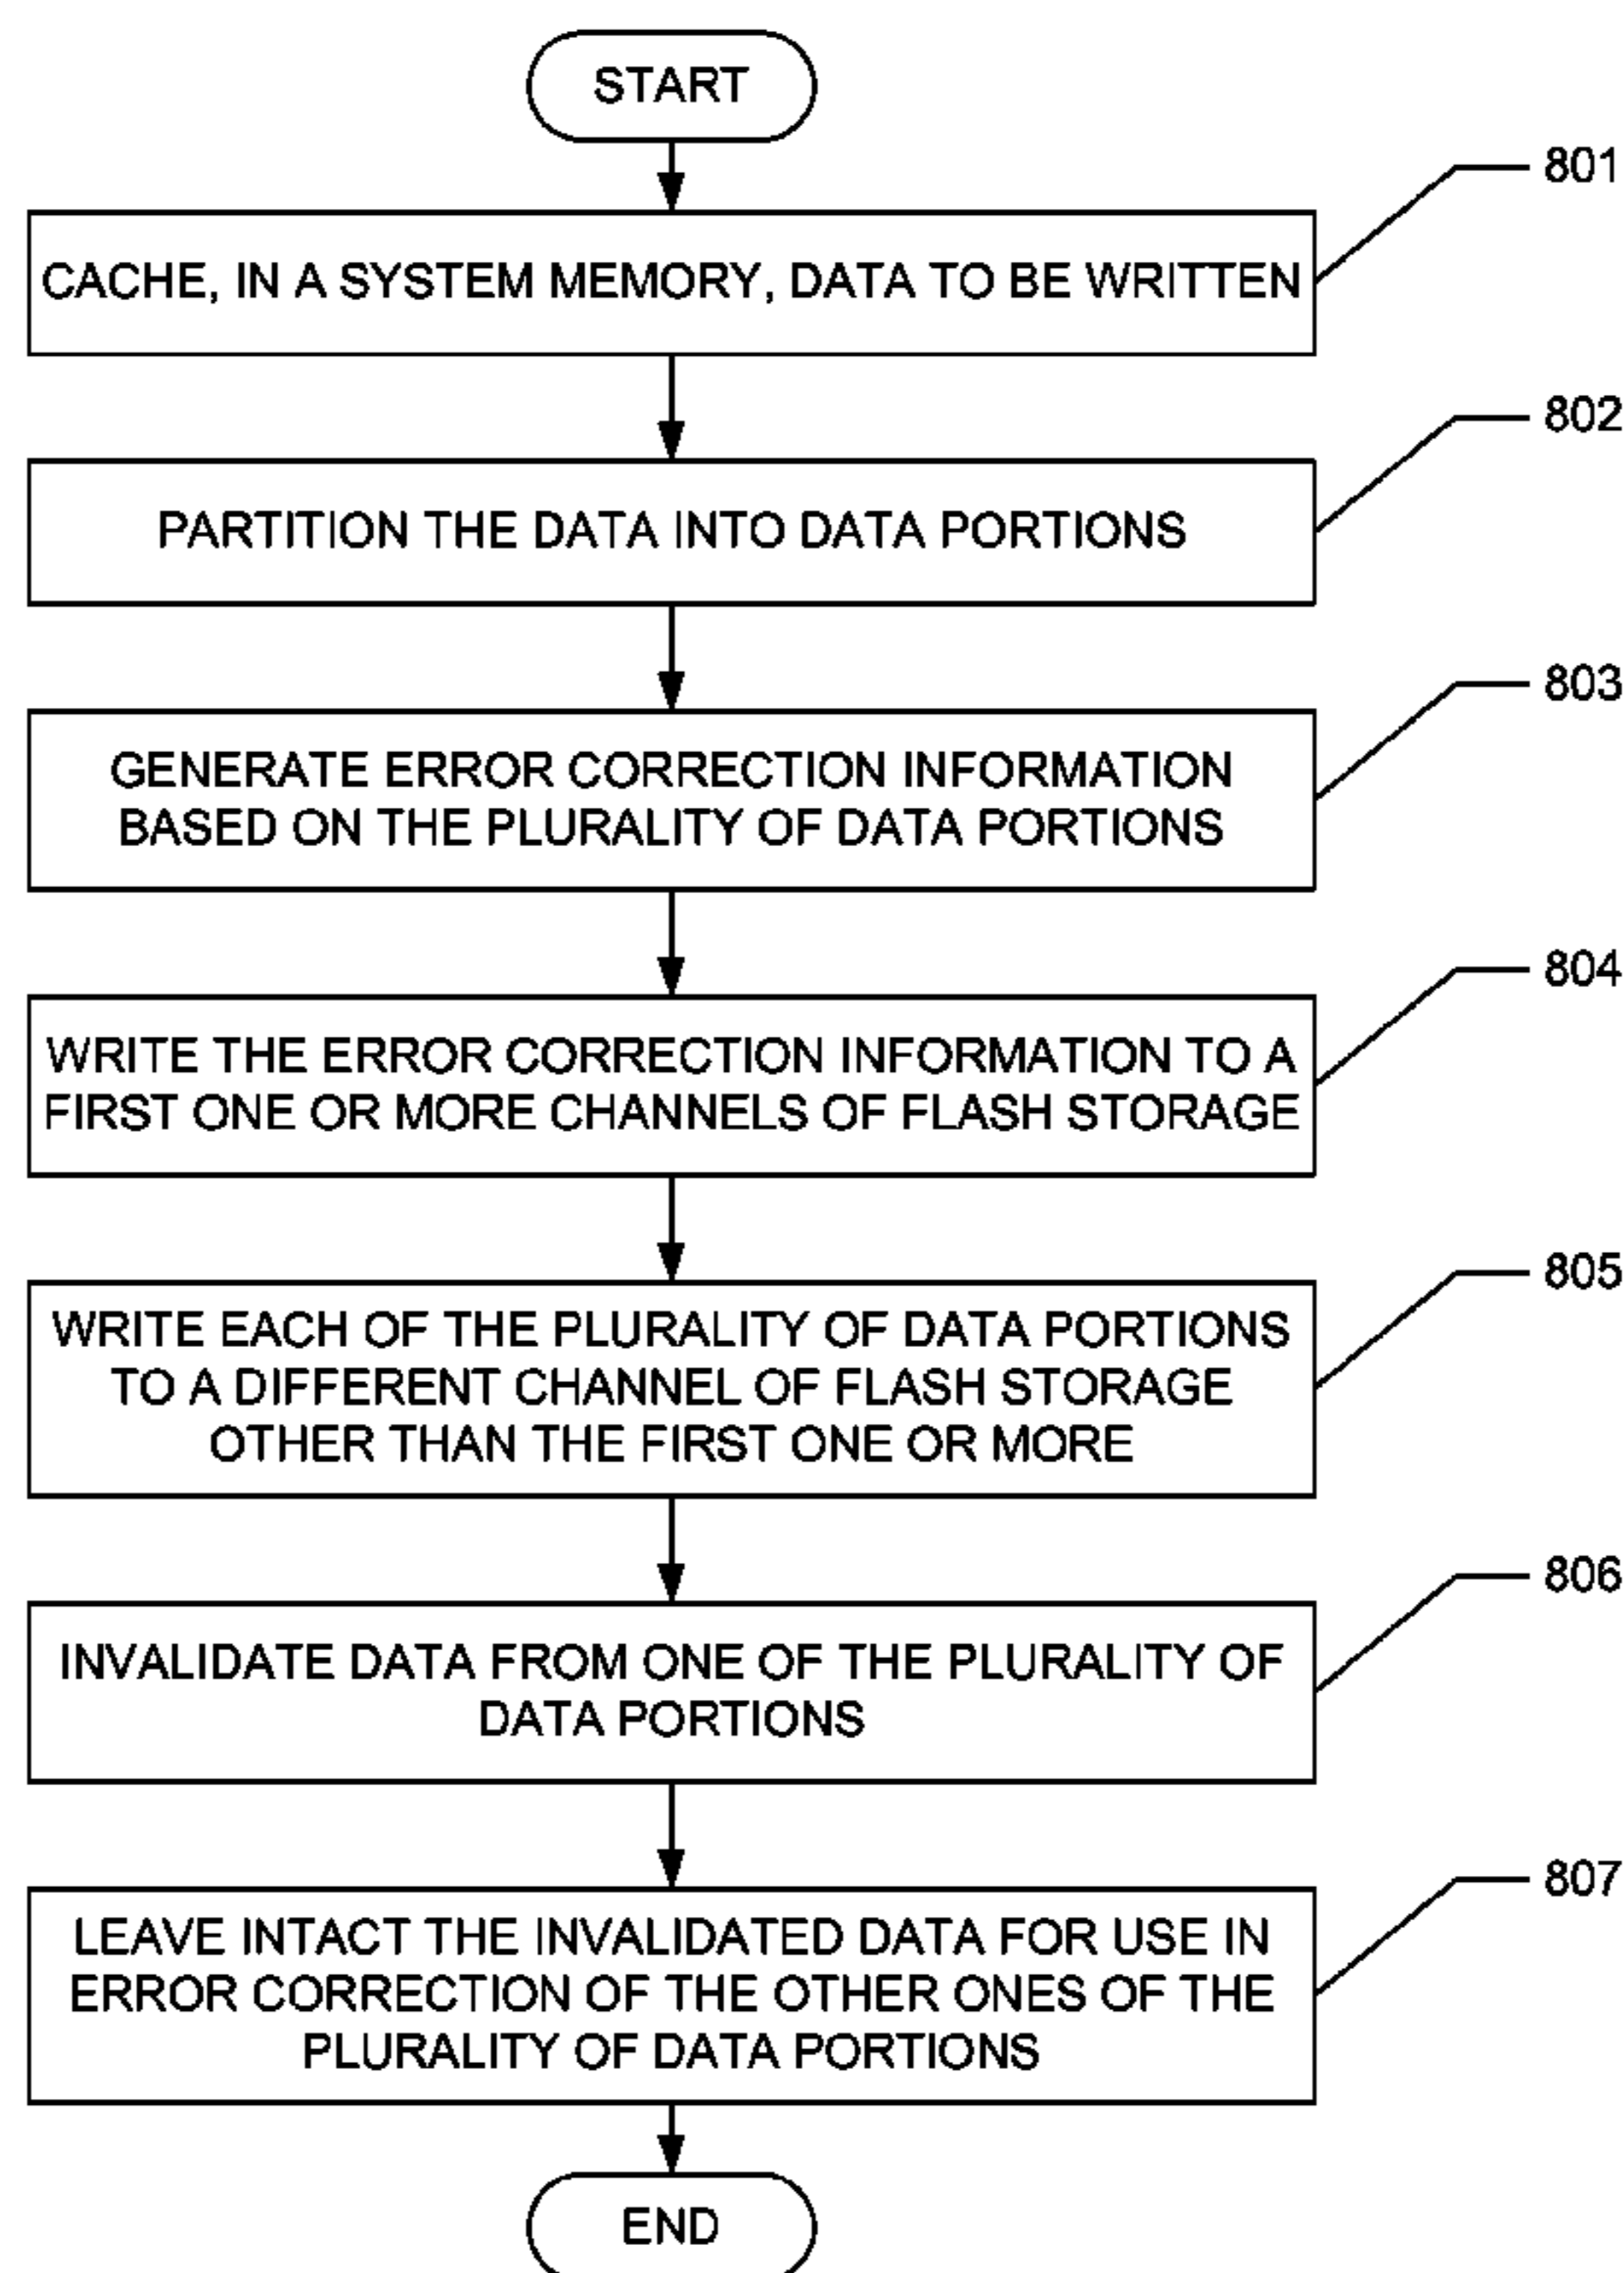 START
801
CACHE, IN A SYSTEM MEMORY, DATA TO BE WRITTEN
802
PARTITION THE DATA INTO DATA PORTIONS
803
GENERATE ERROR CORRECTION INFORMATION
BASED ON THE PLURALITY OF DATA PORTIONS
804
WRITE THE ERROR CORRECTION INFORMATION TO A
FIRST ONE OR MORE CHANNELS OF FLASH STORAGE
805
WRITE EACH OF THE PLURALITY OF DATA PORTIONS
TO A DIFFERENT CHANNEL OF FLASH STORAGE
OTHER THAN THE FIRST ONE OR MORE
806
INVALIDATE DATA FROM ONE OF THE PLURALITY OF
DATA PORTIONS
807
LEAVE INTACT THE INVALIDATED DATA FOR USE IN
ERROR CORRECTION OF THE OTHER ONES OF THE
PLURALITY OF DATA PORTIONS
END